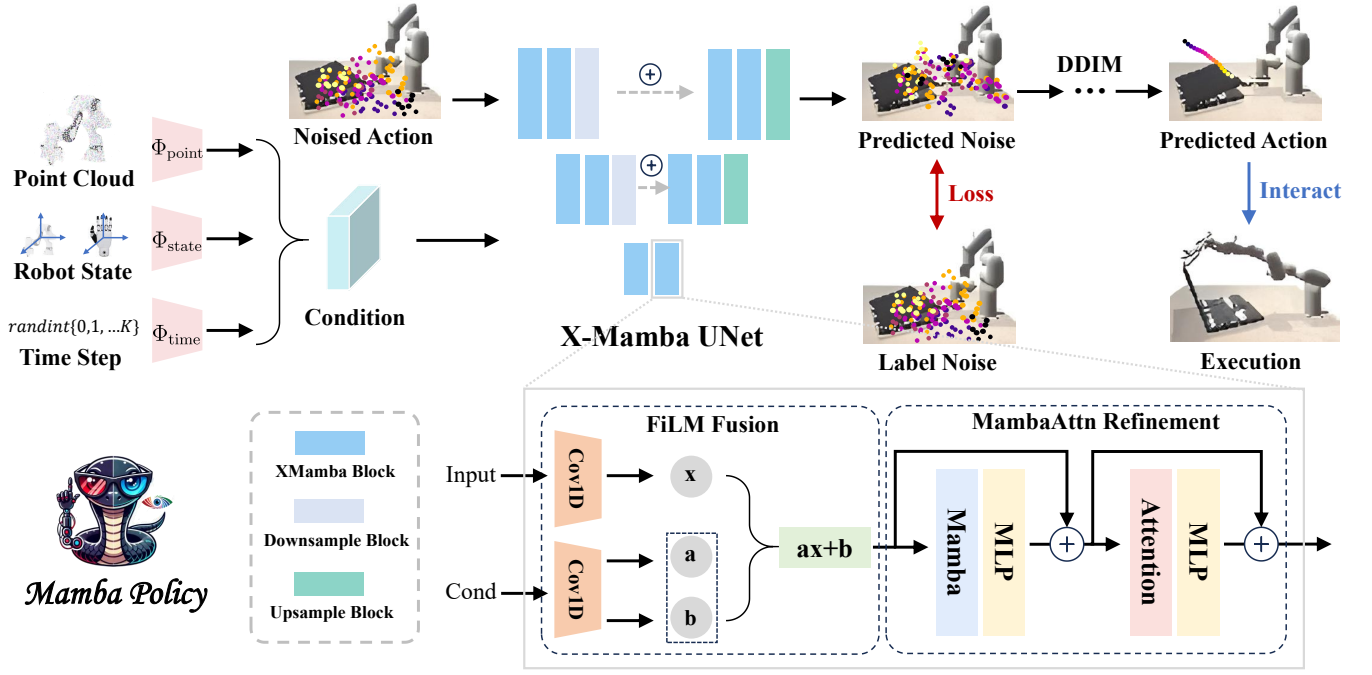 Noised Action
Predicted Noise
DDIM
Predicted Action
Φpoint
Point Cloud
Φstate
Robot State
randint{0,1, …K}
Φtime
Time Step
Condition
X-Mamba UNet
Loss
Interact
Label Noise
Execution
XMamba Block
Downsample Block
Upsample Block
Mamba Policy
FiLM Fusion
MambaAttn Refinement
Input
Cov1D
x
Cond
Cov1D
a
b
ax+b
Mamba
MLP
Attention
MLP